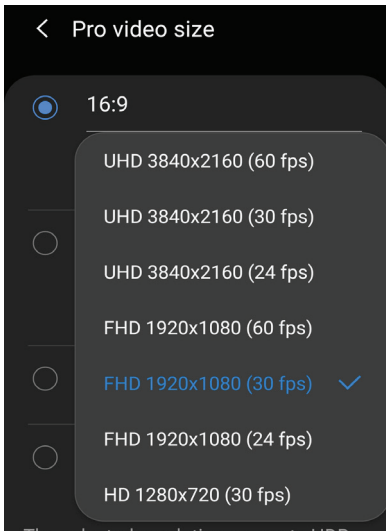 Pro video size
16:9
UHD 3840x2160 (60 fps)
UHD 3840x2160 (30 fps)
UHD 3840x2160 (24 fps)
FHD 1920x1080 (60 fps)
FHD 1920x1080 (30 fps)
FHD 1920x1080 (24 fps)
HD 1280x720 (30 fps)